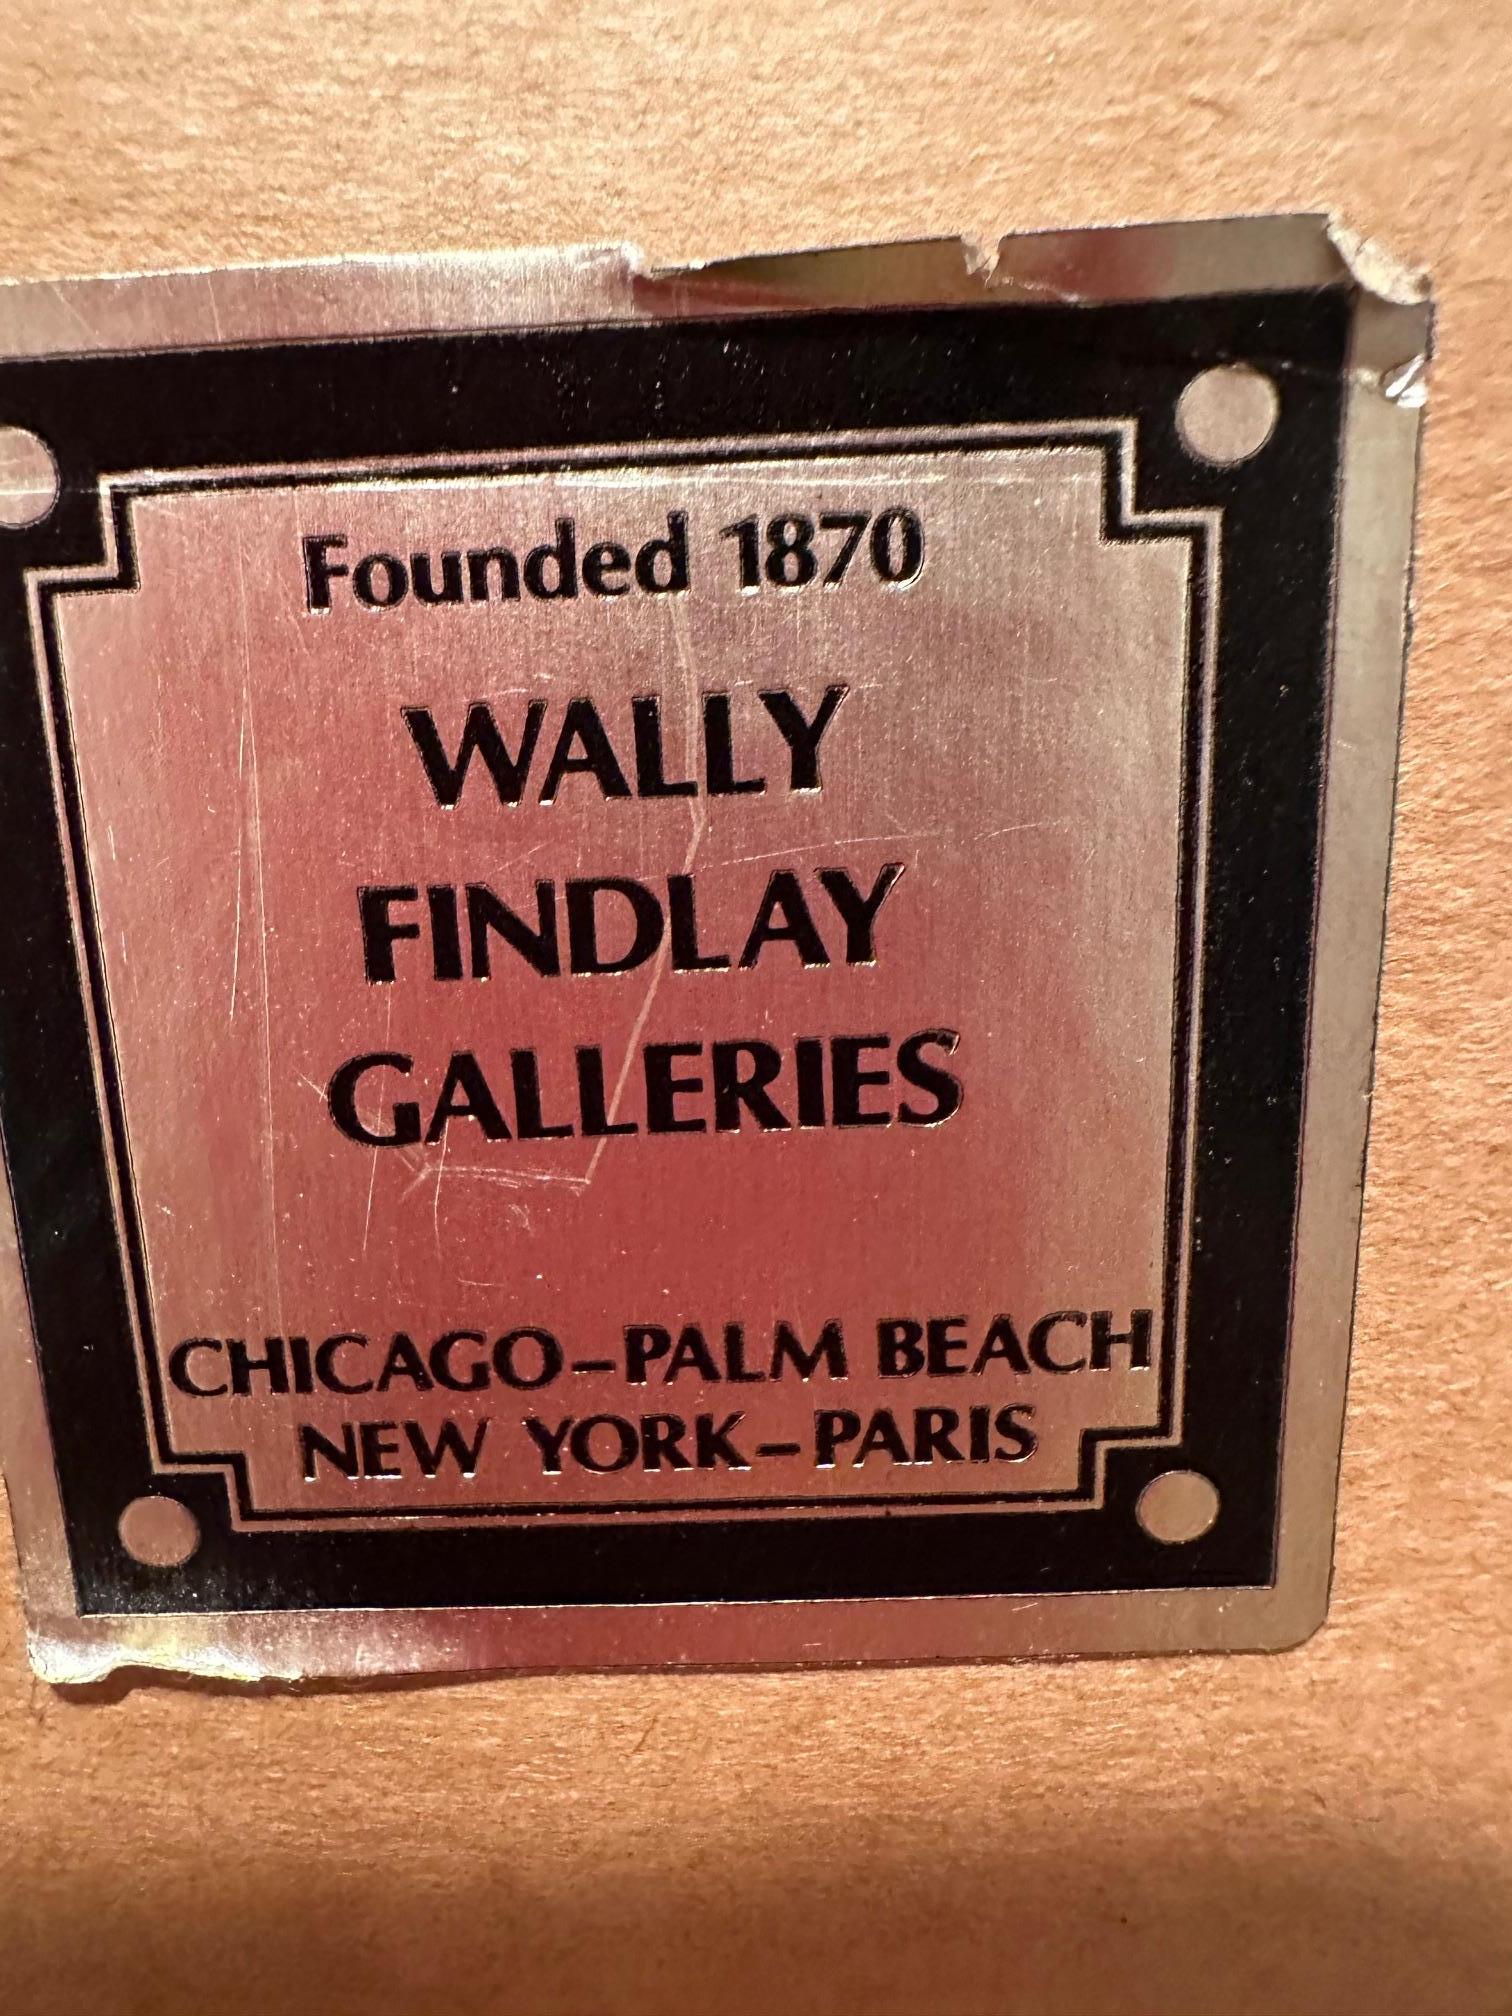 Founded 1870
WALLY
FINDLAY
GALLERIES
CHICAGO-PALM BEACH
NEW YORK-PARIS